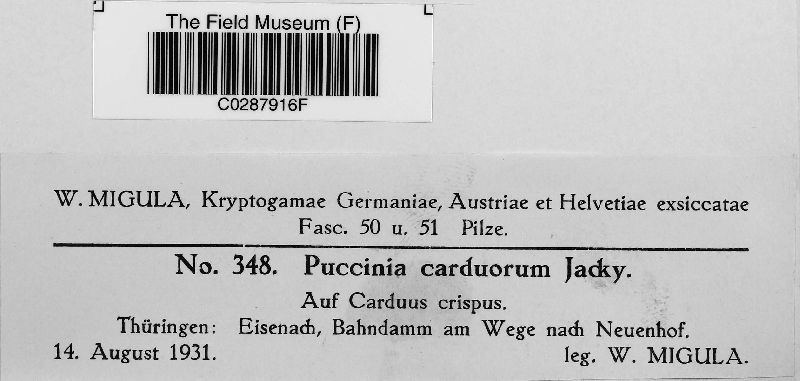 The Field Museum (F)
C0287916F
W. MIGULA, Kryptogamae Germaniae, Austriae et Helvetiae exsiccatae
Fasc. 50 u. 51 Pilze.
No. 348. Puccinia carduorum Jacky.
Auf Carduus crispus.
Thüringen: Eisenach, Bahndamm am Wege nach Neuenhof.
14. August 1931. leg. W. MIGULA.